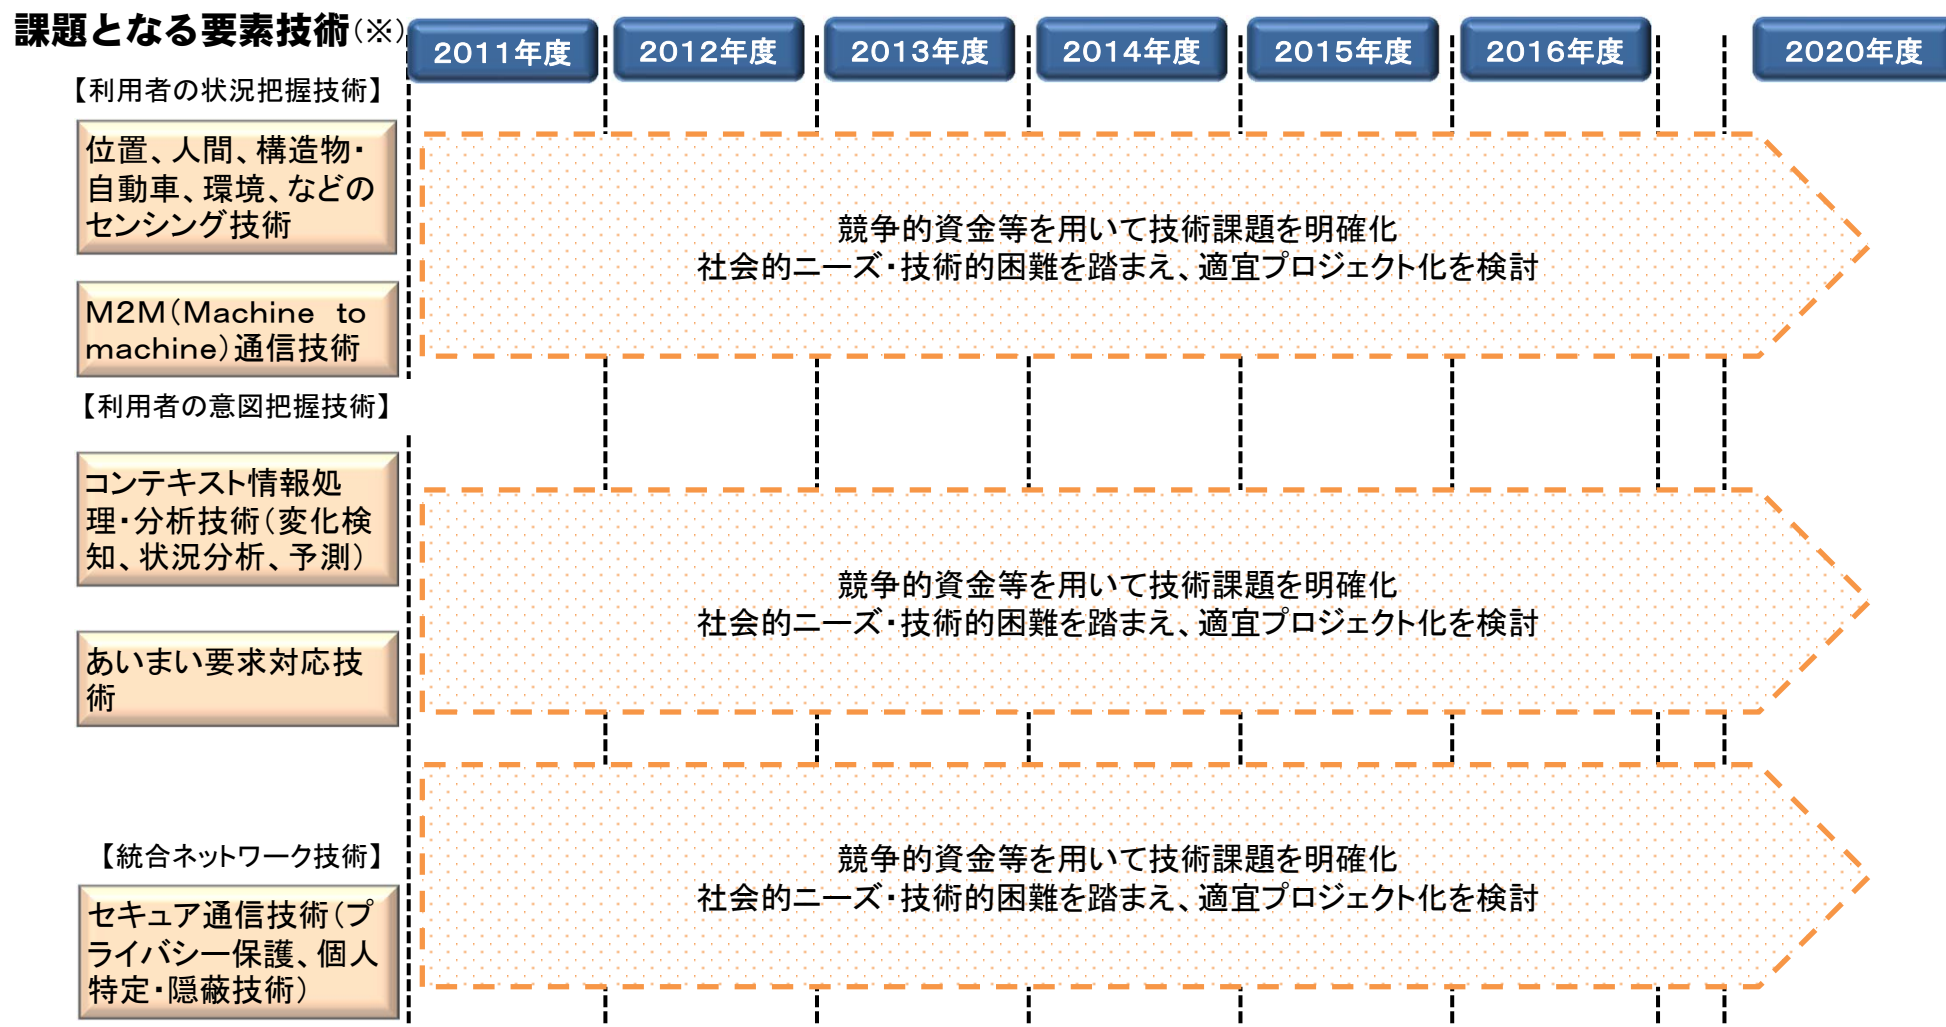 課題となる要素技術(※)
2011年度 2012年度 2013年度 2014年度 2015年度 2016年度 2020年度
【利用者の状況把握技術】
位置、人間、構造物・
自動車、環境、などの
センシング技術
競争的資金等を用いて技術課題を明確化
社会的ニーズ・技術的困難を踏まえ、適宜プロジェクト化を検討
M2M(Machine to
machine)通信技術
【利用者の意図把握技術】
コンテキスト情報処
理・分析技術(変化検
知、状況分析、予測)
競争的資金等を用いて技術課題を明確化
社会的ニーズ・技術的困難を踏まえ、適宜プロジェクト化を検討
あいまい要求対応技
術
【統合ネットワーク技術】
競争的資金等を用いて技術課題を明確化
社会的ニーズ・技術的困難を踏まえ、適宜プロジェクト化を検討
セキュア通信技術(プ
ライバシー保護、個人
特定・隠蔽技術)